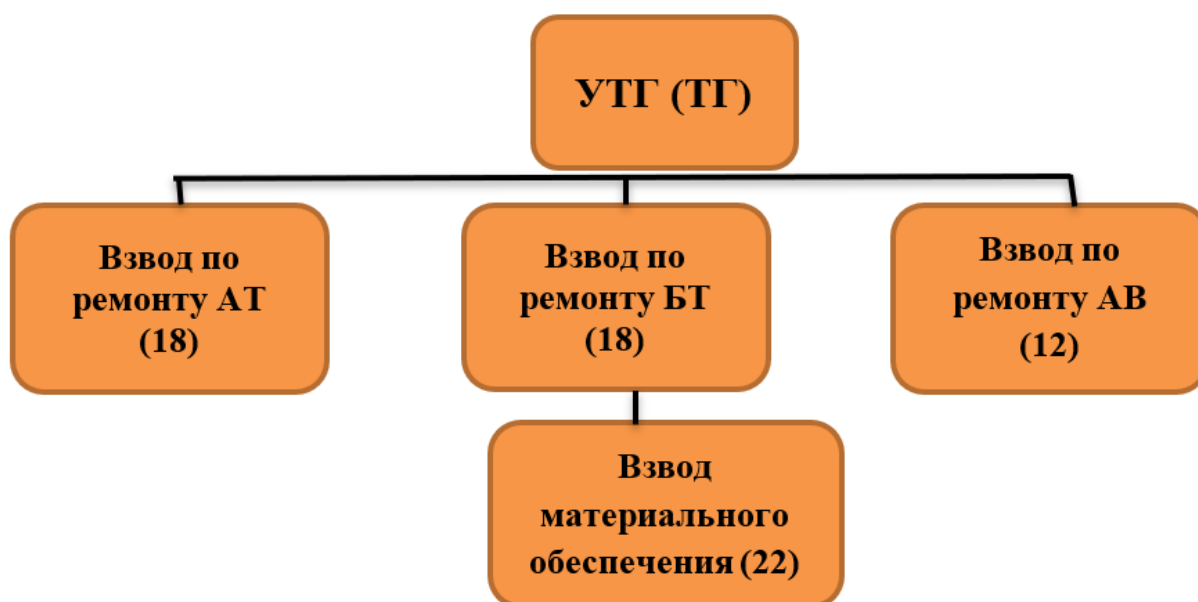 УТГ (ТГ)
Взвод по
ремонту АТ
(18)
Взвод по
ремонту БТ
(18)
Взвод по
ремонту АВ
(12)
Взвод
материального
обеспечения (22)